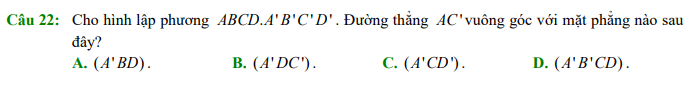 Câu 22: Cho hình lập phương ABCD.A'B'C'D'. Đường thẳng AC' vuông góc với mặt phẳng nào sau
đây?
A. (A'BD). B. (A'DC'). C. (A'CD'). D. (A'B'CD).